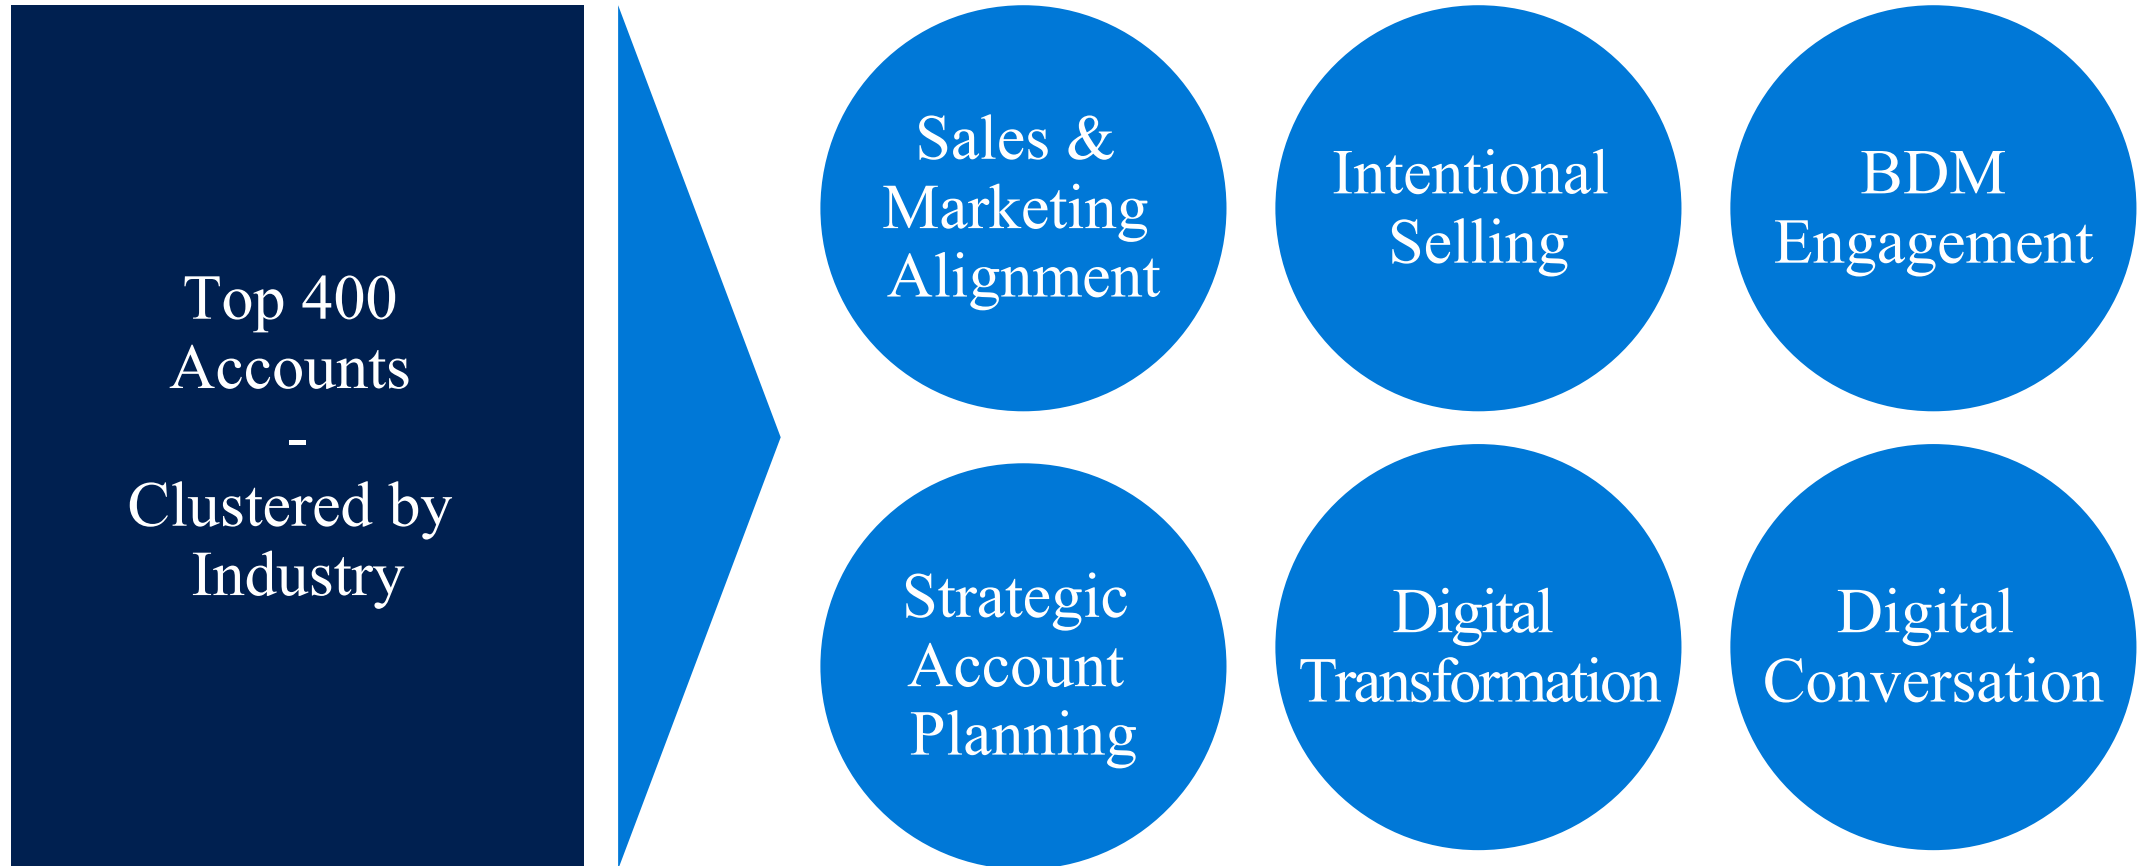 Top 400
Accounts
-
Clustered by
Industry
Sales &
Marketing
Alignment
Intentional
Selling
BDM
Engagement
Strategic
Account
Planning
Digital
Transformation
Digital
Conversation